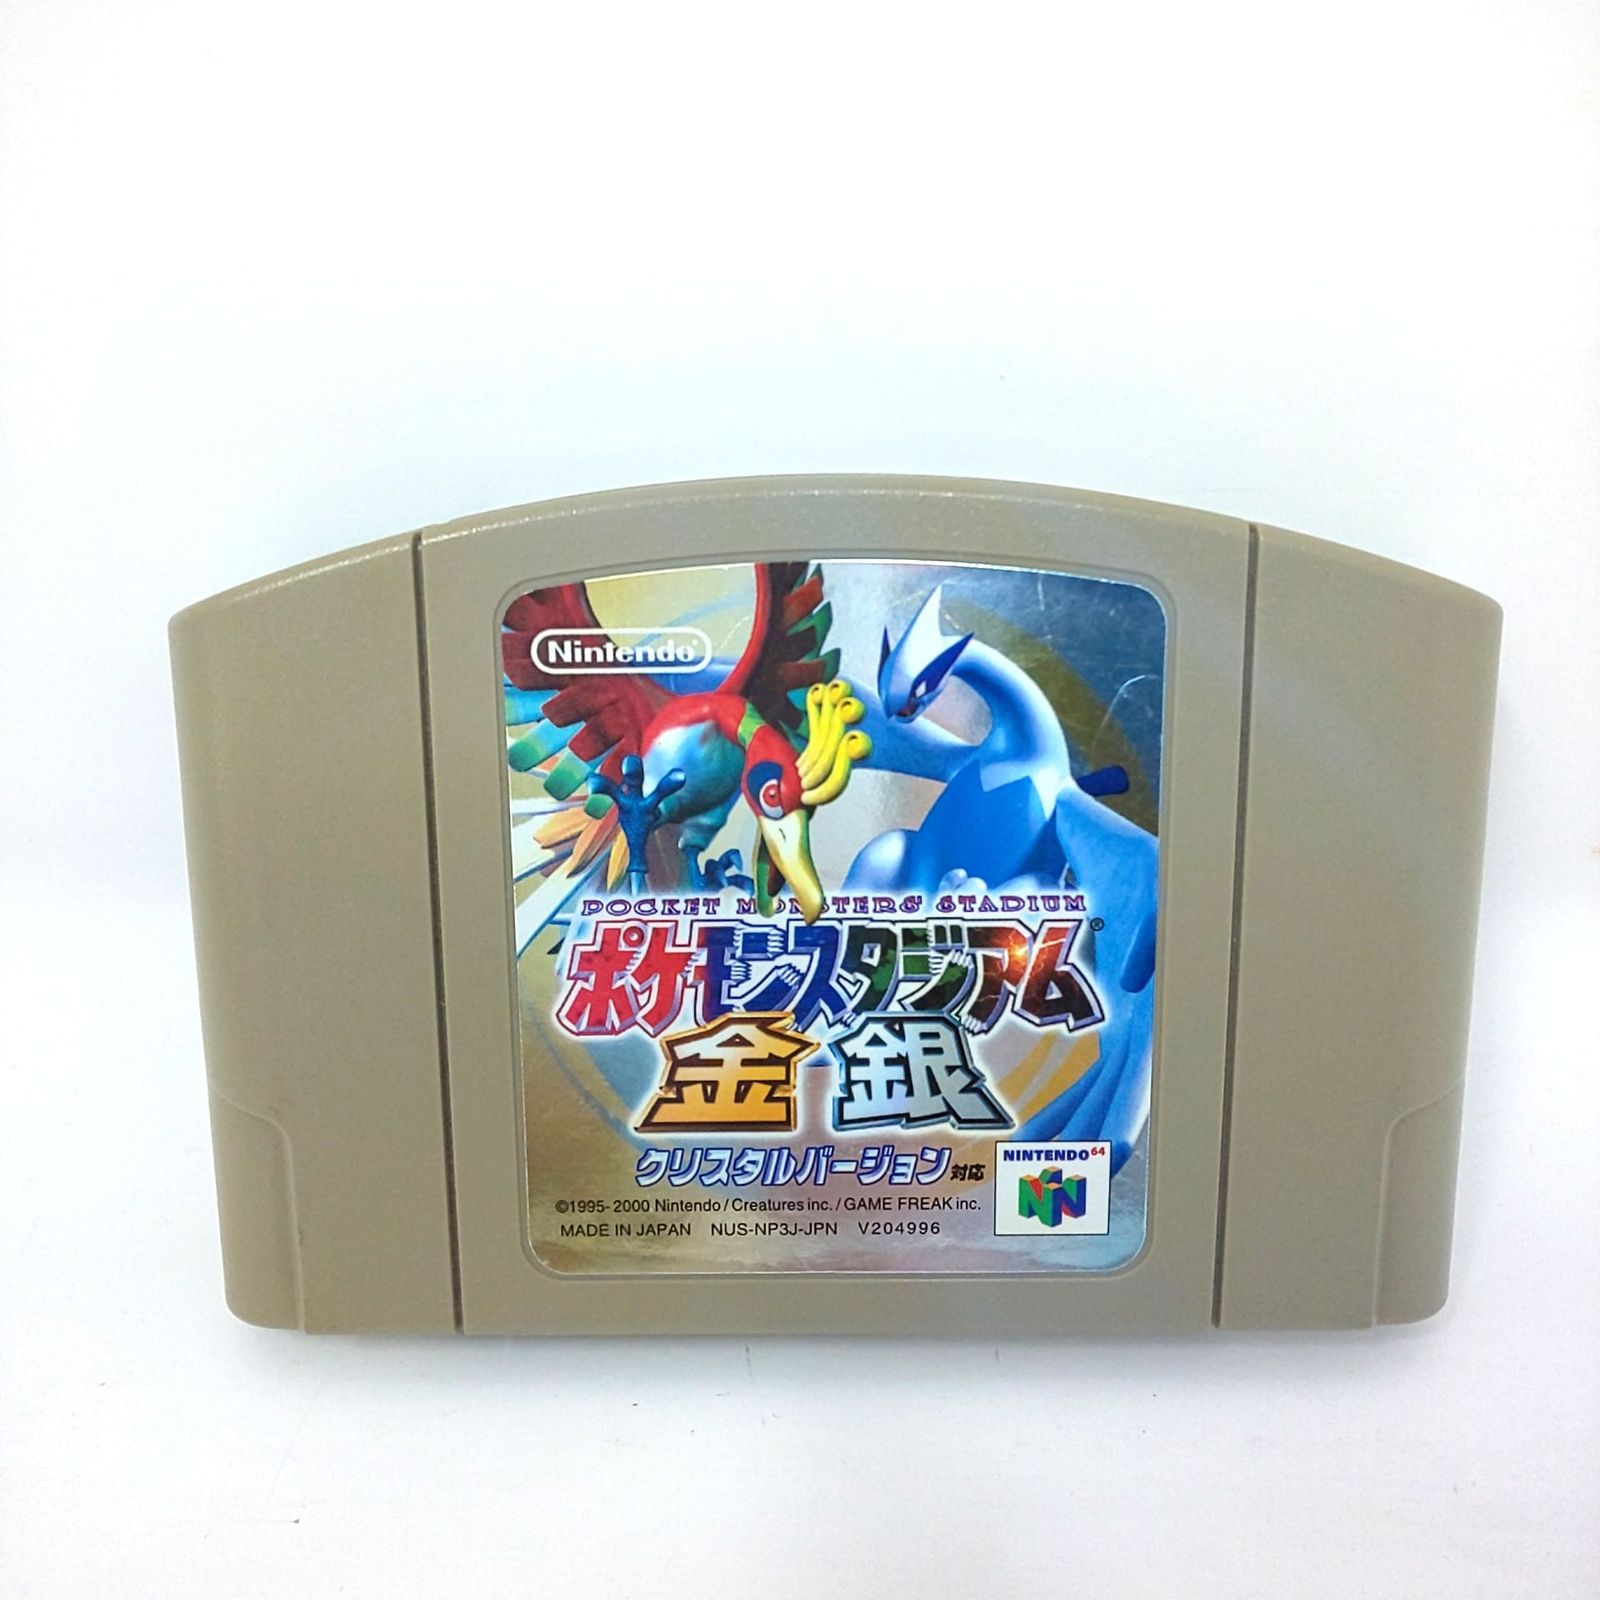 Nintendo®
POCKET MONSTERS' STADIUM
ポケモンスタジアム®
金 銀
クリスタルバージョン対応
NINTENDO64
©1995-2000 Nintendo/Creatures inc./GAME FREAK inc.
MADE IN JAPAN NUS-NP3J-JPN V204996